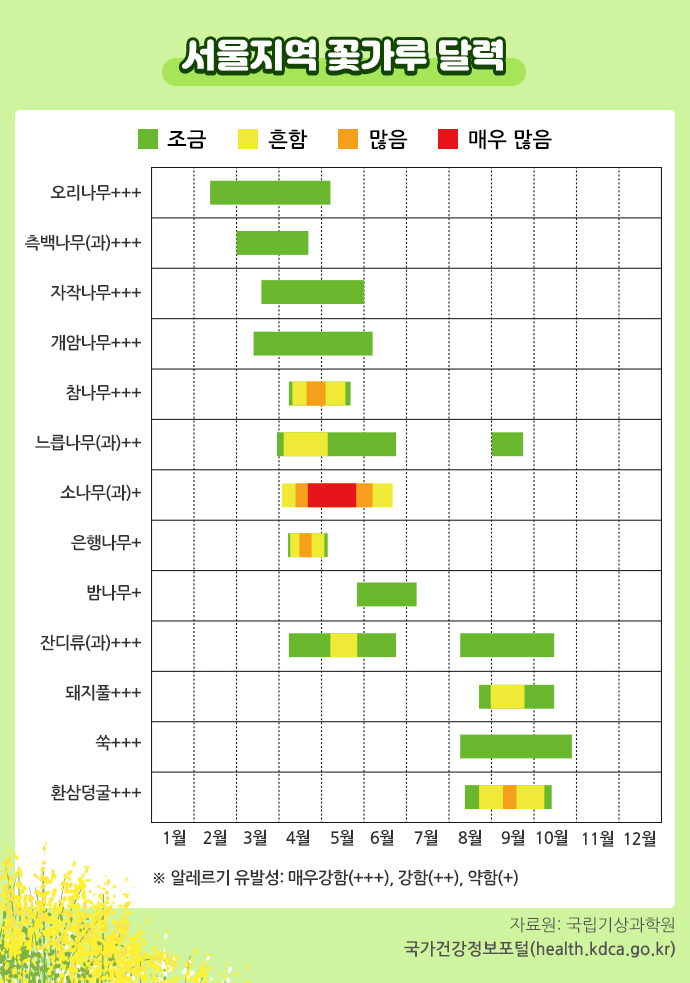 서울지역 꽃가루 달력
조금 흔함 많음 매우 많음
오리나무+++
측백나무(과)+++
자작나무+++
개암나무+++
참나무+++
느릅나무(과)++
소나무(과)+
은행나무+
밤나무+
잔디류(과)+++
돼지풀+++
쑥+++
환삼덩굴+++
1월 2월 3월 4월 5월 6월 7월 8월 9월 10월 11월 12월
※ 알레르기 유발성: 매우강함(+++), 강함(++), 약함(+)
자료원: 국립기상과학원
국가건강정보포털(health.kdca.go.kr)